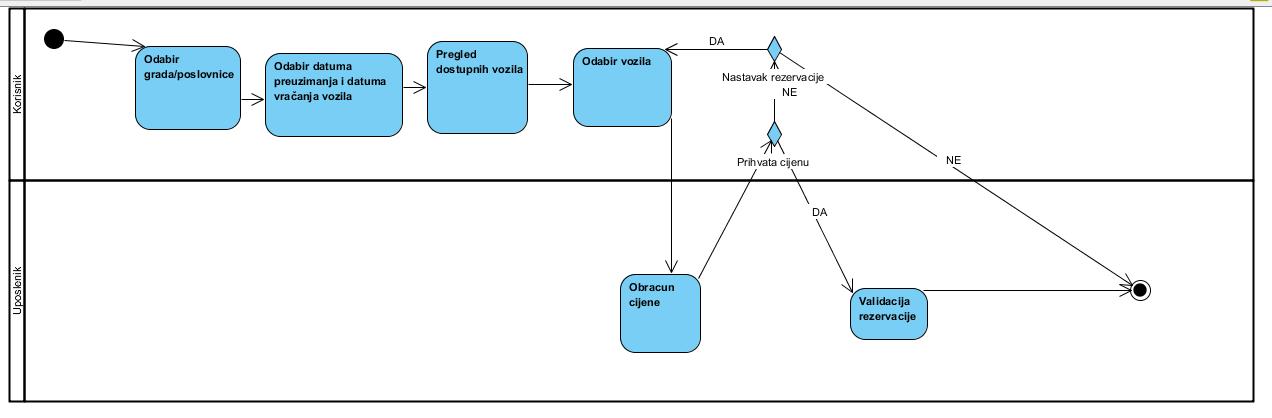 Korisnik
Odabir
grada/poslovnice
Odabir datuma
preuzimanja i datuma
vračanja vozila
Pregled
dostupnih vozila
Odabir vozila
DA
Nastavak rezervacije
NE
Prihvata cijenu
NE
DA
Uposlenik
Obracun
cijene
Validacija
rezervacije